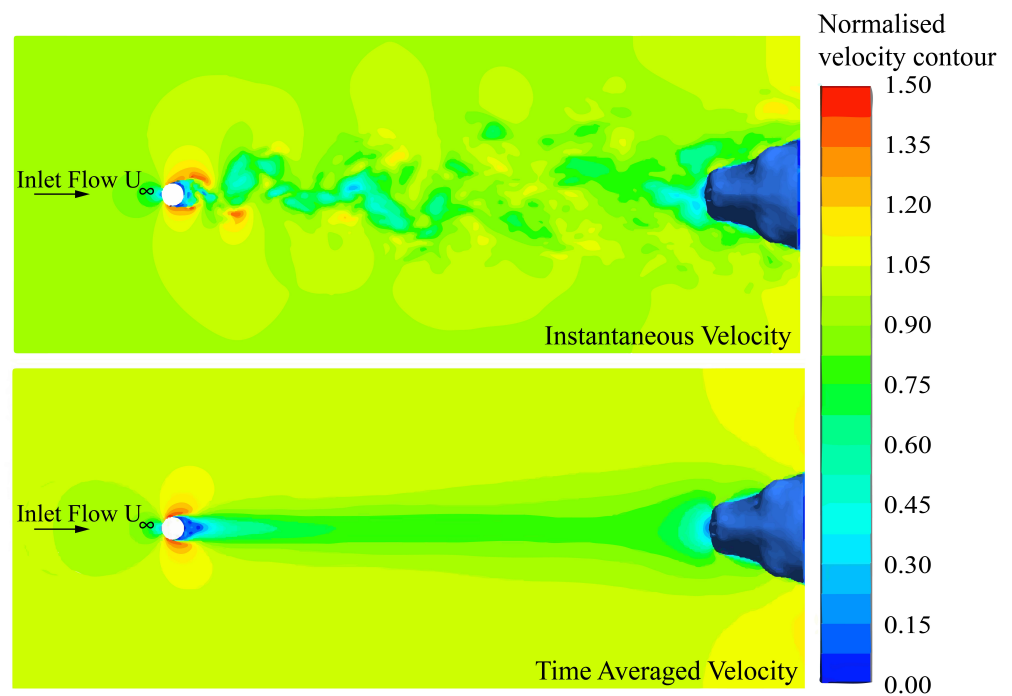 Normalised
velocity contour
1.50
1.35
1.20
1.05
0.90
0.75
0.60
0.45
0.30
0.15
0.00
Inlet Flow U∞
Instantaneous Velocity
Inlet Flow U∞
Time Averaged Velocity